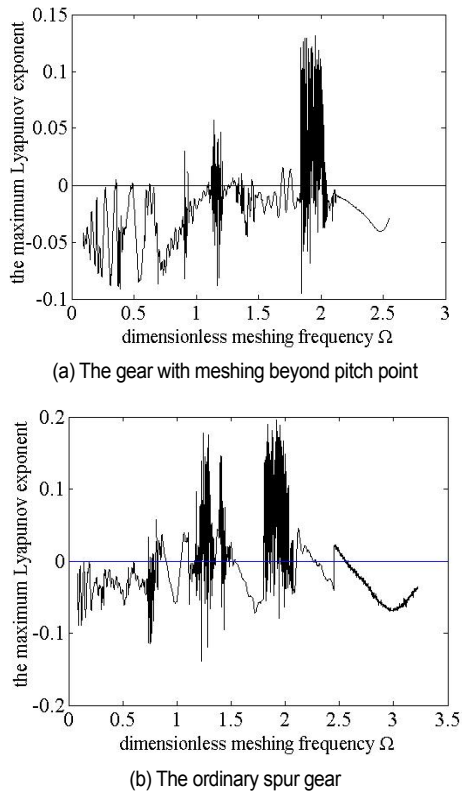 0.15
0.1
0.05
0
-0.05
-0.1
the maximum Lyapunov exponent
0 0.5 1 1.5 2 2.5 3
dimensionless meshing frequency Ω
(a) The gear with meshing beyond pitch point
0.2
0.1
0
-0.1
-0.2
the maximum Lyapunov exponent
0 0.5 1 1.5 2 2.5 3 3.5
dimensionless meshing frequency Ω
(b) The ordinary spur gear